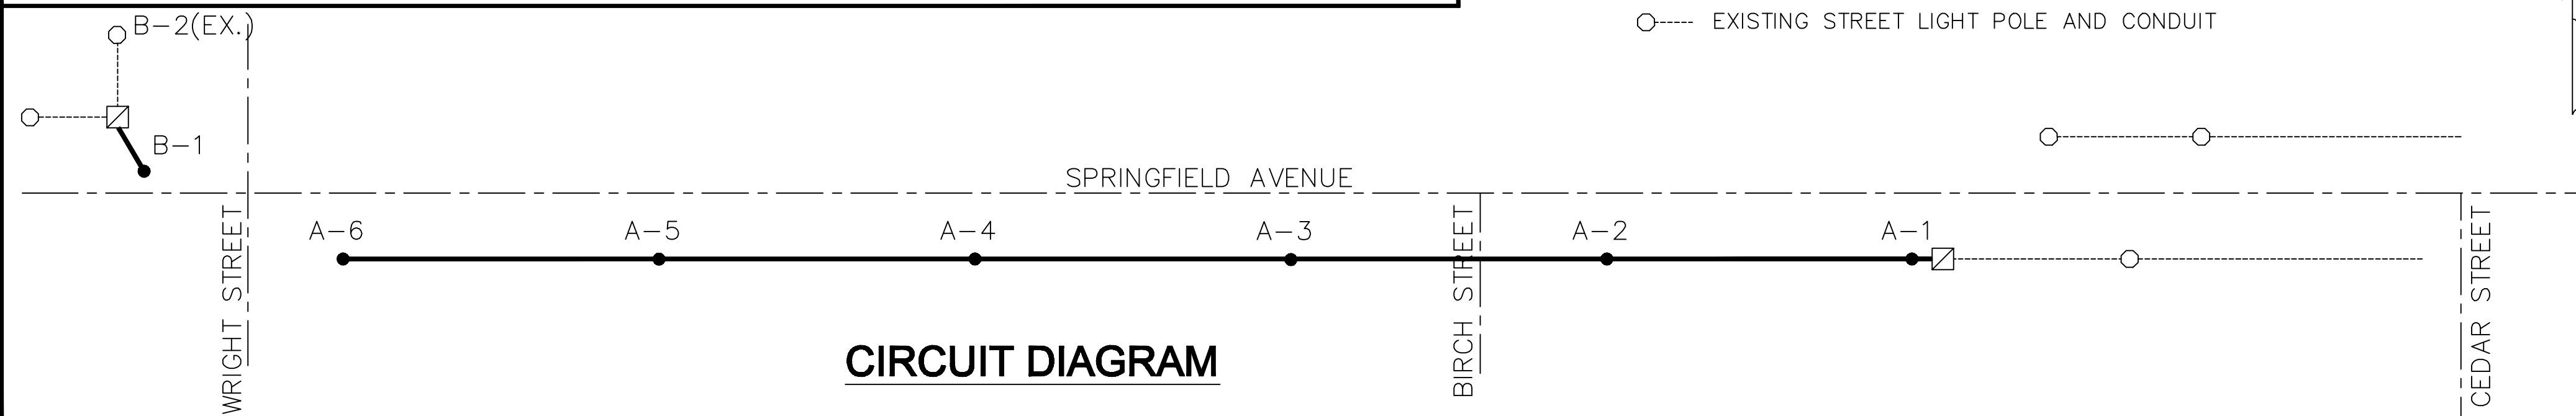 B-2(EX.)
EXISTING STREET LIGHT POLE AND CONDUIT
B-1
SPRINGFIELD AVENUE
A-6
A-5
A-4
A-3
A-2
A-1
WRIGHT STREET
BIRCH STREET
CEDAR STREET
CIRCUIT DIAGRAM